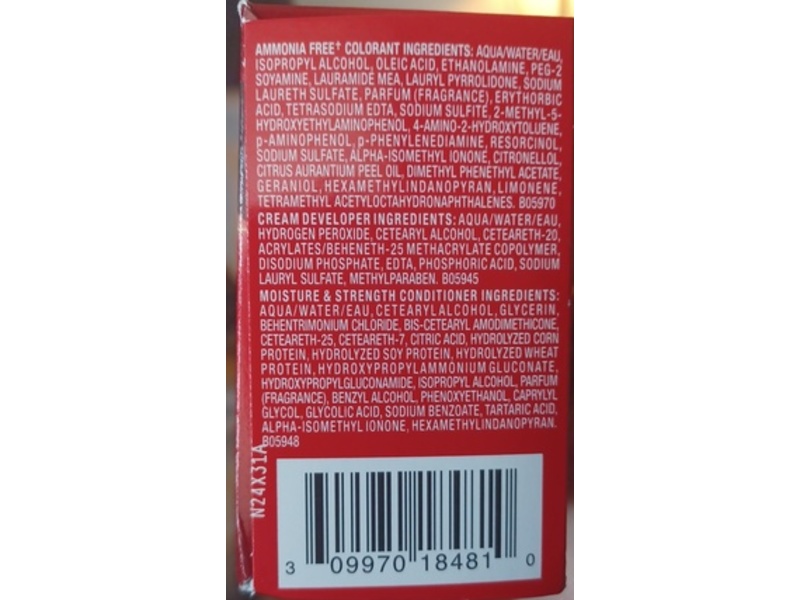 AMMONIA FREE† COLORANT INGREDIENTS: AQUA/WATER/EAU,
ISOPROPYL ALCOHOL, OLEIC ACID, ETHANOLAMINE, PEG-2
SOYAMINE, LAURAMIDE MEA, LAURYL PYRROLIDONE, SODIUM
LAURETH SULFATE, PARFUM (FRAGRANCE), ERYTHORBIC
ACID, TETRASODIUM EDTA, SODIUM SULFITE, 2-METHYL-5-
HYDROXYETHYLAMINOPHENOL, 4-AMINO-2-HYDROXYTOLUENE,
p-AMINOPHENOL, p-PHENYLENEDIAMINE, RESORCINOL,
SODIUM SULFATE, ALPHA-ISOMETHYL IONONE, CITRONELLOL,
CITRUS AURANTIUM PEEL OIL, DIMETHYL PHENETHYL ACETATE,
GERANIOL, HEXAMETHYLINDANOPYRAN, LIMONENE,
TETRAMETHYL ACETYLOCTAHYDRONAPHTHALENES. B05970
CREAM DEVELOPER INGREDIENTS: AQUA/WATER/EAU,
HYDROGEN PEROXIDE, CETEARYL ALCOHOL, CETEARETH-20,
ACRYLATES/BEHENETH-25 METHACRYLATE COPOLYMER,
DISODIUM PHOSPHATE, EDTA, PHOSPHORIC ACID, SODIUM
LAURYL SULFATE, METHYLPARABEN. B05945
MOISTURE & STRENGTH CONDITIONER INGREDIENTS:
AQUA/WATER/EAU, CETEARYL ALCOHOL, GLYCERIN,
BEHENTRIMONIUM CHLORIDE, BIS-CETEARYL AMODIMETHICONE,
CETEARETH-25, CETEARETH-7, CITRIC ACID, HYDROLYZED CORN
PROTEIN, HYDROLYZED SOY PROTEIN, HYDROLYZED WHEAT
PROTEIN, HYDROXYPROPYLAMMONIUM GLUCONATE,
HYDROXYPROPYLGLUCONAMIDE, ISOPROPYL ALCOHOL, PARFUM
(FRAGRANCE), BENZYL ALCOHOL, PHENOXYETHANOL, CAPRYLYL
GLYCOL, GLYCOLIC ACID, SODIUM BENZOATE, TARTARIC ACID,
ALPHA-ISOMETHYL IONONE, HEXAMETHYLINDANOPYRAN.
B05948
N24X31A
3 09970 18481 0